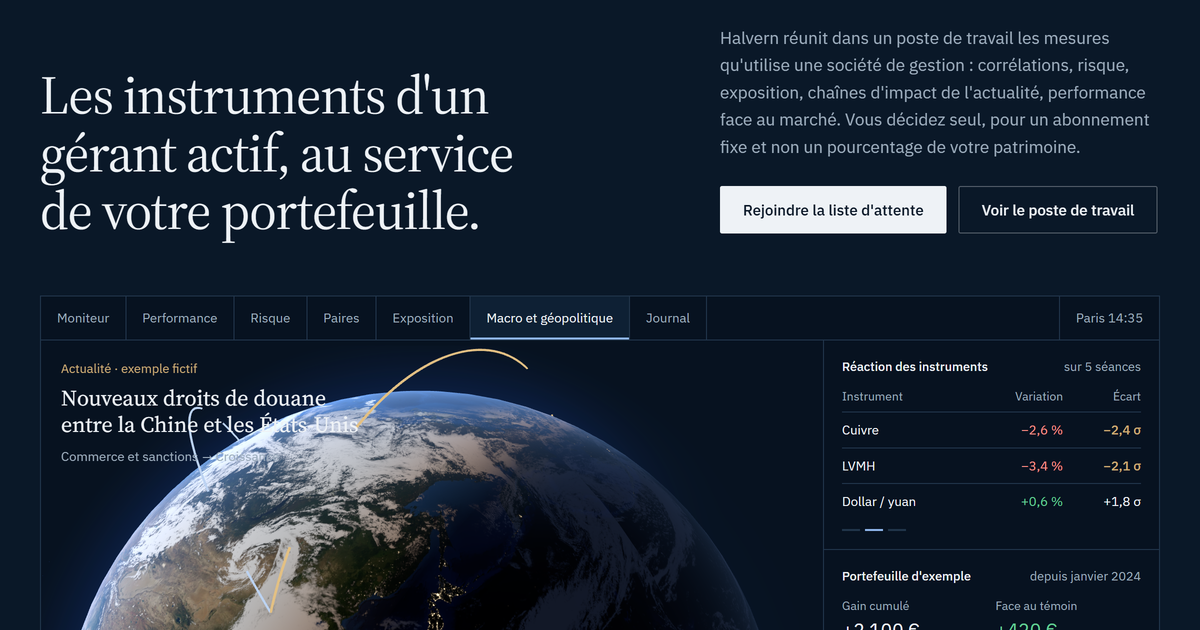 Les instruments d'un
gérant actif, au service
de votre portefeuille.
Halvern réunit dans un poste de travail les mesures
qu'utilise une société de gestion : corrélations, risque,
exposition, chaînes d'impact de l'actualité, performance
face au marché. Vous décidez seul, pour un abonnement
fixe et non un pourcentage de votre patrimoine.
Rejoindre la liste d'attente
Voir le poste de travail
Moniteur
Performance
Risque
Paires
Exposition
Macro et géopolitique
Journal
Paris 14:35
Actualité · exemple fictif
Nouveaux droits de douane
entre la Chine et les États-Unis
Commerce et sanctions → Croissance
Réaction des instruments
sur 5 séances
Instrument Variation Écart
Cuivre −2,6 % −2,4 σ
LVMH −3,4 % −2,1 σ
Dollar / yuan +0,6 % +1,8 σ
Portefeuille d'exemple
depuis janvier 2024
Gain cumulé
Face au témoin
+2 100 €
+420 €